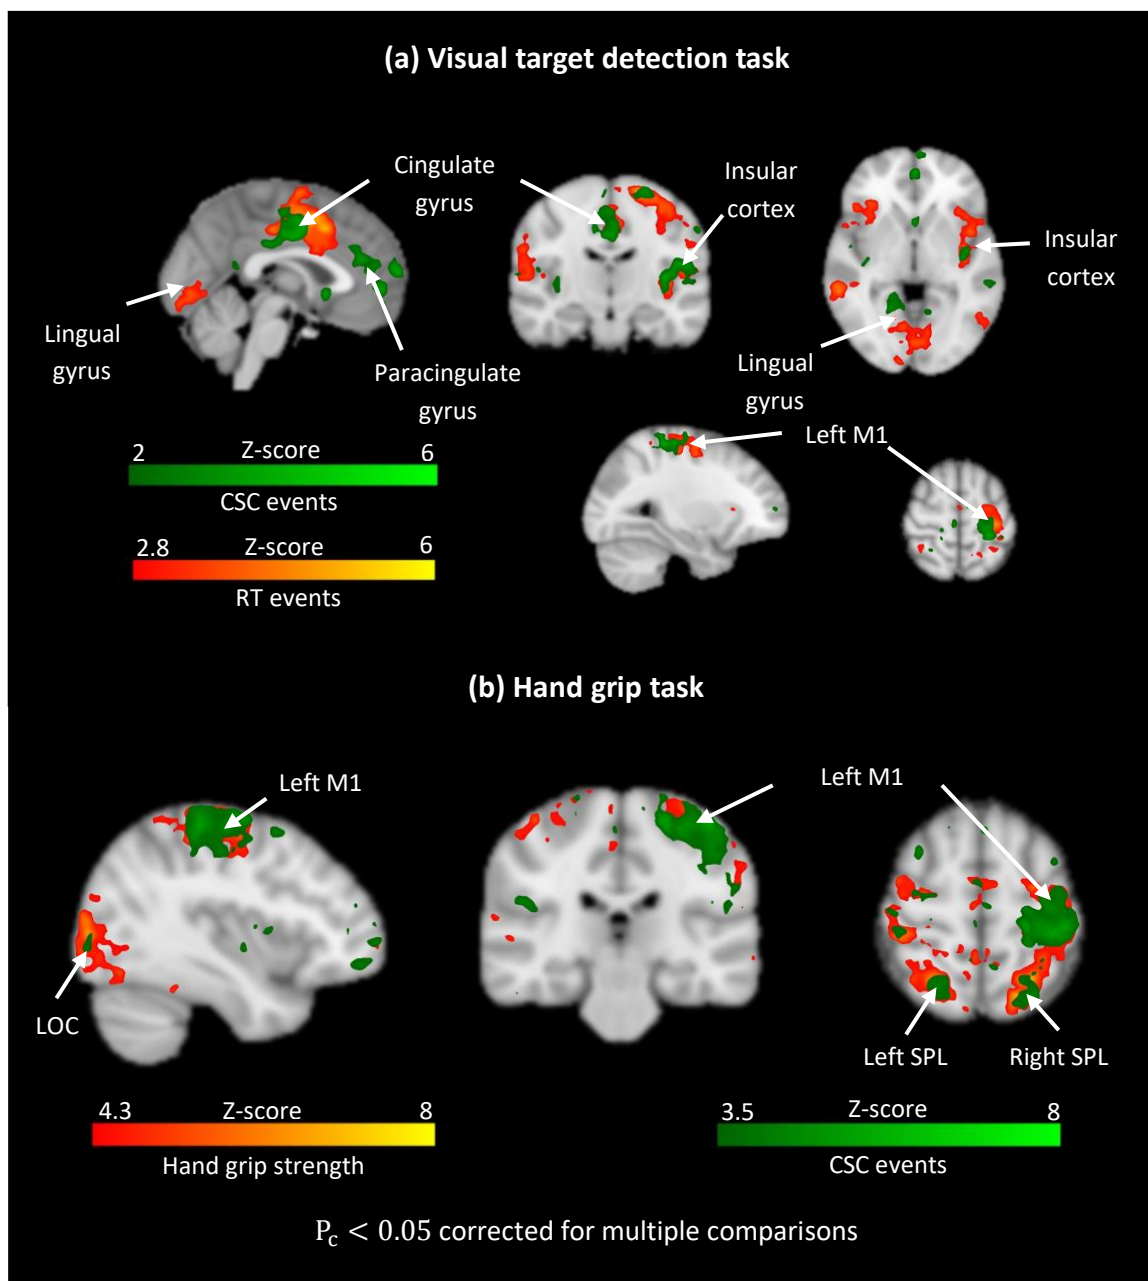 (a) Visual target detection task
Cingulate
gyrus
Insular
cortex
Insular
cortex
Lingual
gyrus
Paracingulate
gyrus
Lingual
gyrus
Left M1
2 Z-score 6
CSC events
2.8 Z-score 6
RT events
(b) Hand grip task
Left M1
Left M1
LOC
Left SPL
Right SPL
4.3 Z-score 8
Hand grip strength
3.5 Z-score 8
CSC events
P_c < 0.05 corrected for multiple comparisons